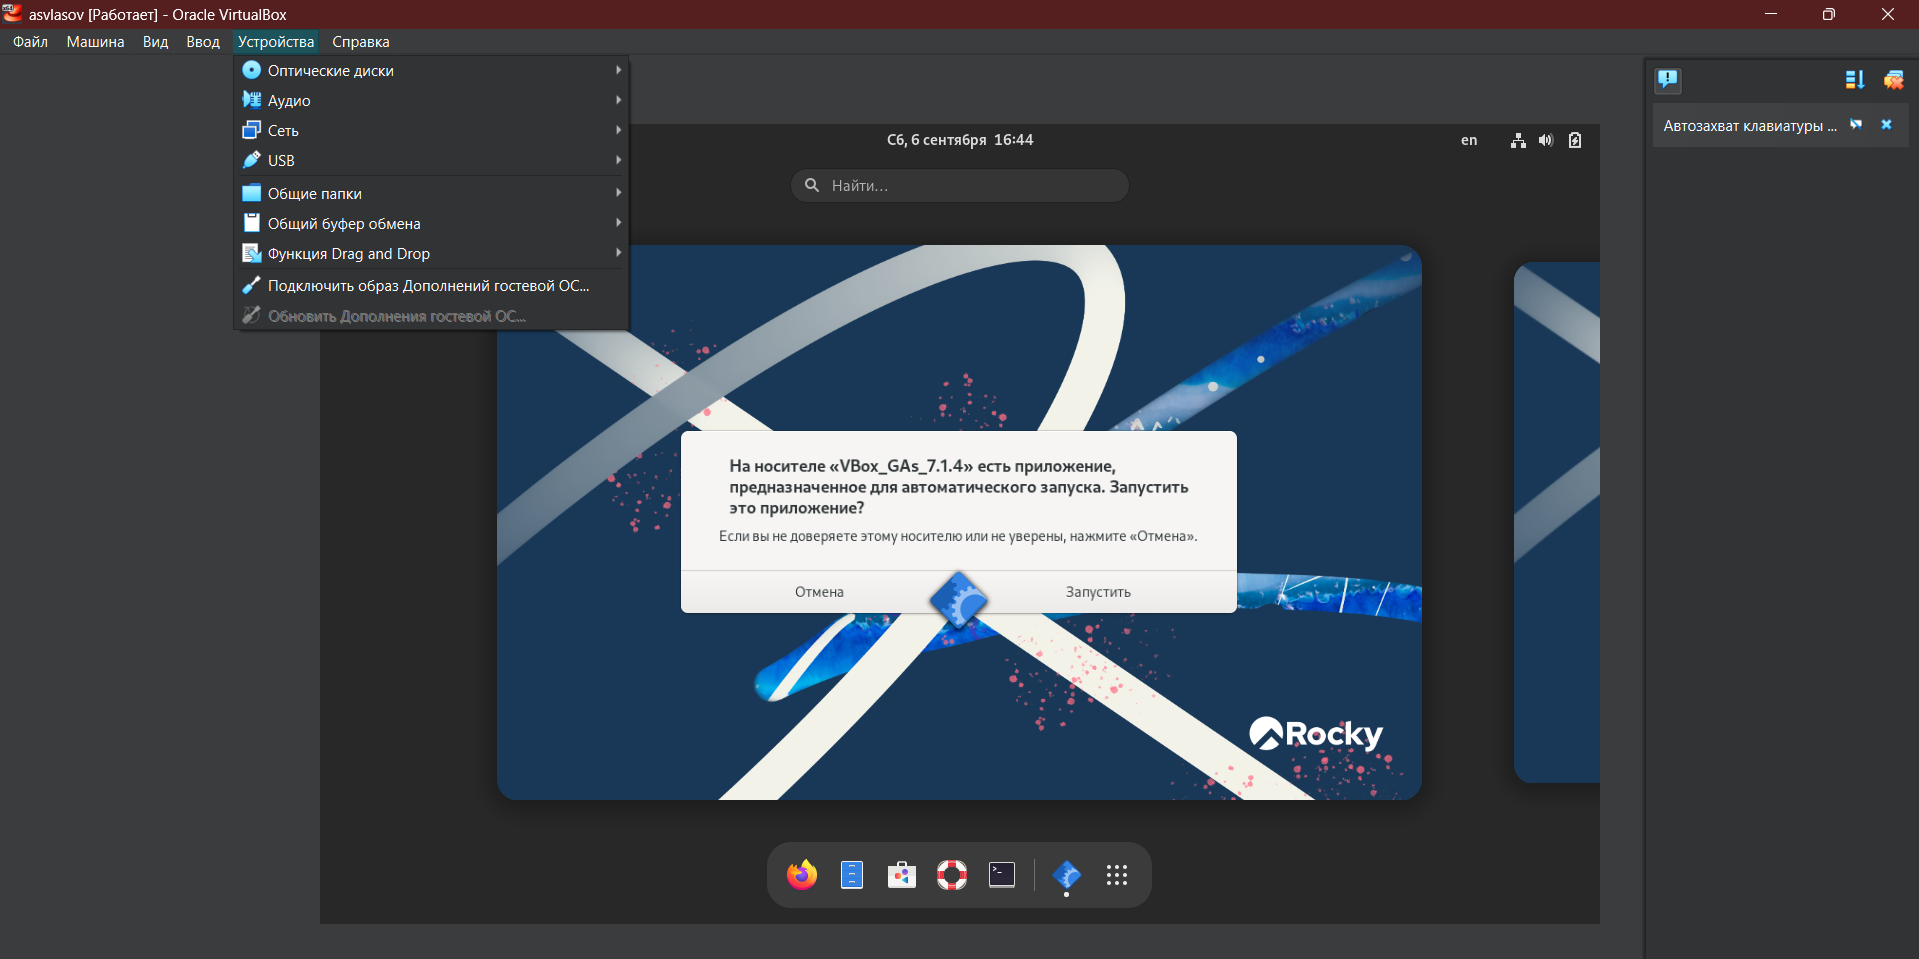 asvlasov [Работает] - Oracle VirtualBox
Файл Машина Вид Ввод Устройства Справка
Оптические диски
Аудио
Сеть
USB
Общие папки
Общий буфер обмена
Функция Drag and Drop
Подключить образ Дополнений гостевой ОС...
Обновить Дополнения гостевой ОС...
Автозахват клавиатуры ...
Сб, 6 сентября 16:44
en
Найти...
На носителе «VBox_GAs_7.1.4» есть приложение,
предназначенное для автоматического запуска. Запустить
это приложение?
Если вы не доверяете этому носителю или не уверены, нажмите «Отмена».
Отмена Запустить
Rocky